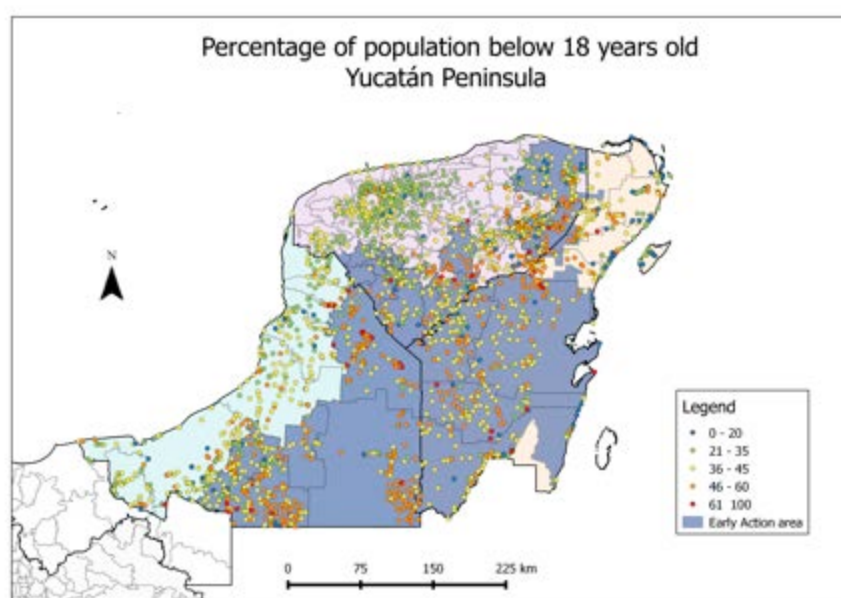 Percentage of population below 18 years old
Yucatán Peninsula
N
Legend
0 - 20
21 - 35
36 - 45
46 - 60
61 100
Early Action area
0 75 150 225 km